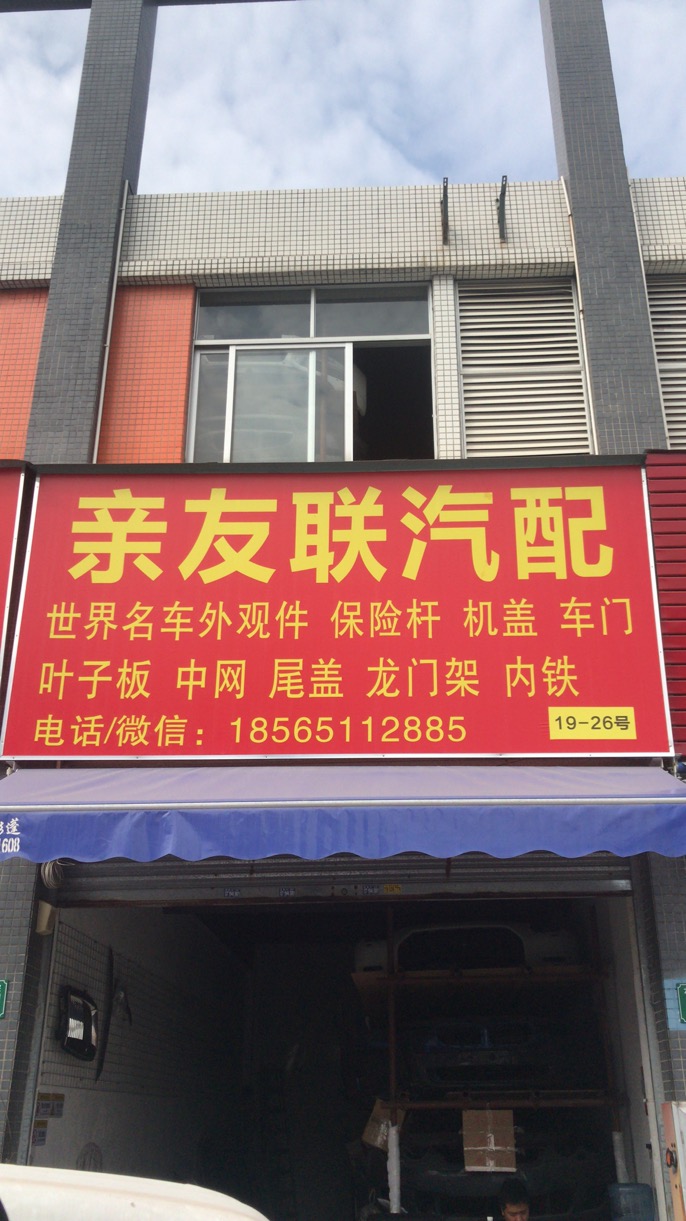 亲友联汽配
世界名车外观件 保险杆 机盖 车门
叶子板 中网 尾盖 龙门架 内铁
电话/微信：18565112885
19-26号
蓬
608